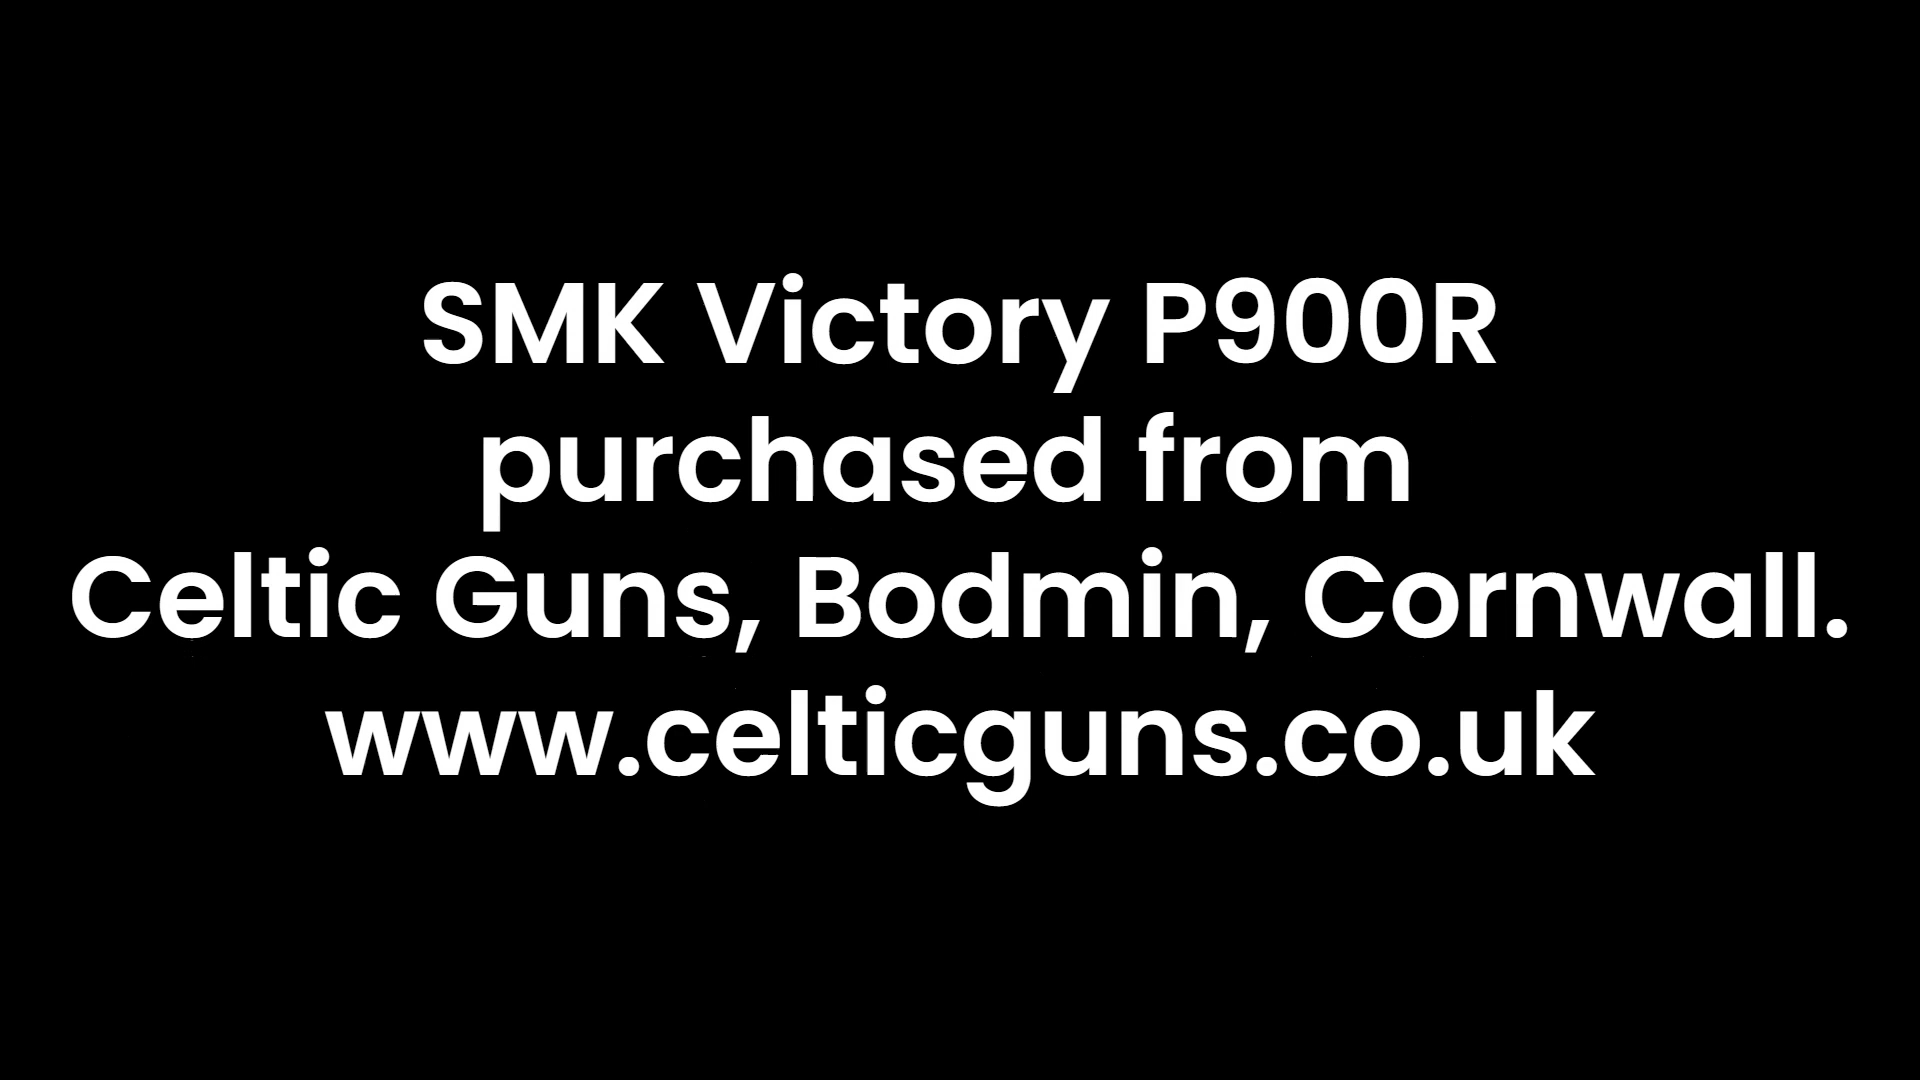 SMK Victory P900R
purchased from
Celtic Guns, Bodmin, Cornwall.
www.celticguns.co.uk